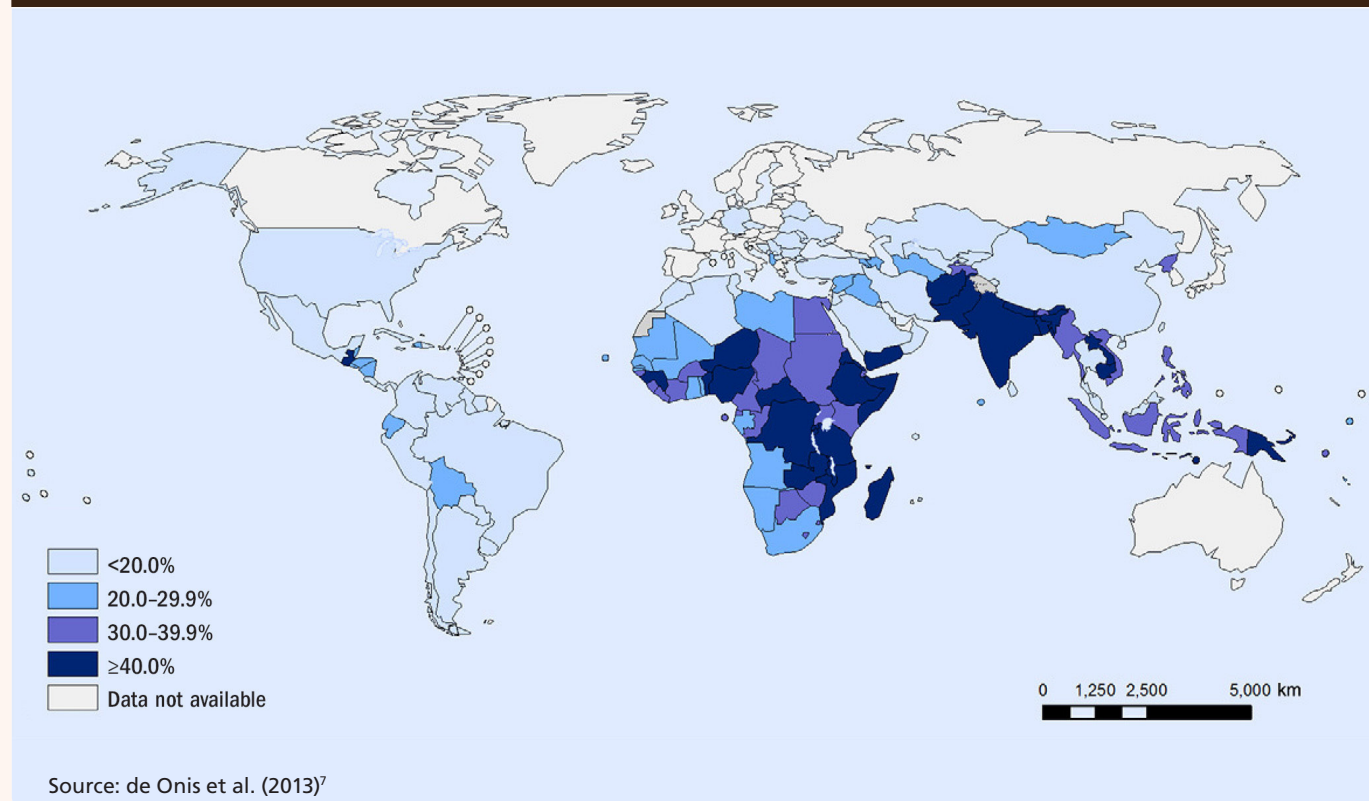 <20.0%
20.0–29.9%
30.0–39.9%
≥40.0%
Data not available
0 1,250 2,500 5,000 km
Source: de Onis et al. (2013)7